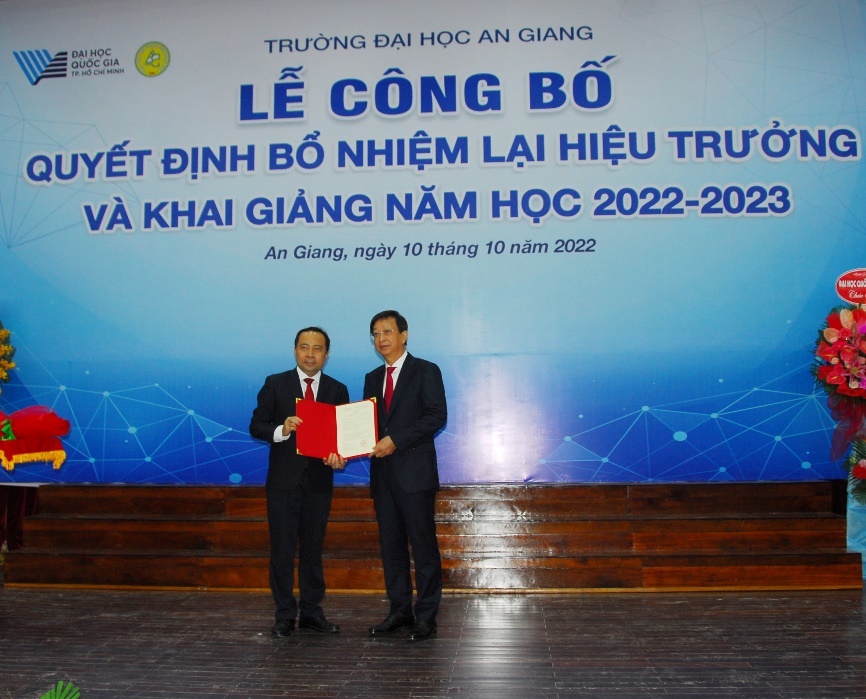 ĐẠI HỌC
QUỐC GIA
TP. HỒ CHÍ MINH
TRƯỜNG ĐẠI HỌC AN GIANG
LỄ CÔNG BỐ
QUYẾT ĐỊNH BỔ NHIỆM LẠI HIỆU TRƯỞNG
VÀ KHAI GIẢNG NĂM HỌC 2022-2023
An Giang, ngày 10 tháng 10 năm 2022
ĐẠI HỌC QUỐC
Chúc